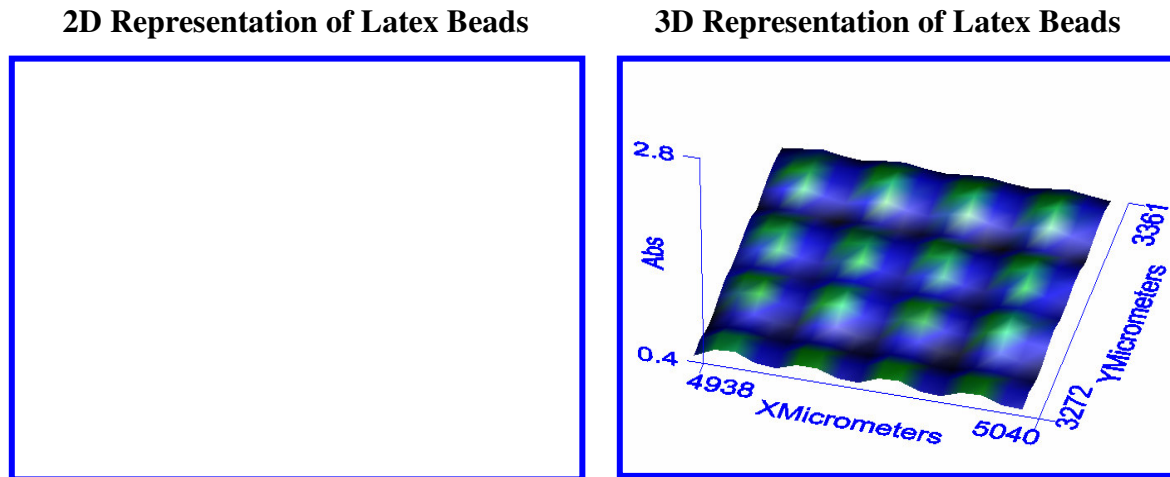 2D Representation of Latex Beads
3D Representation of Latex Beads
2.8
Abs
0.4
4938
XMicrometers
5040
3272
YMicrometers
3361